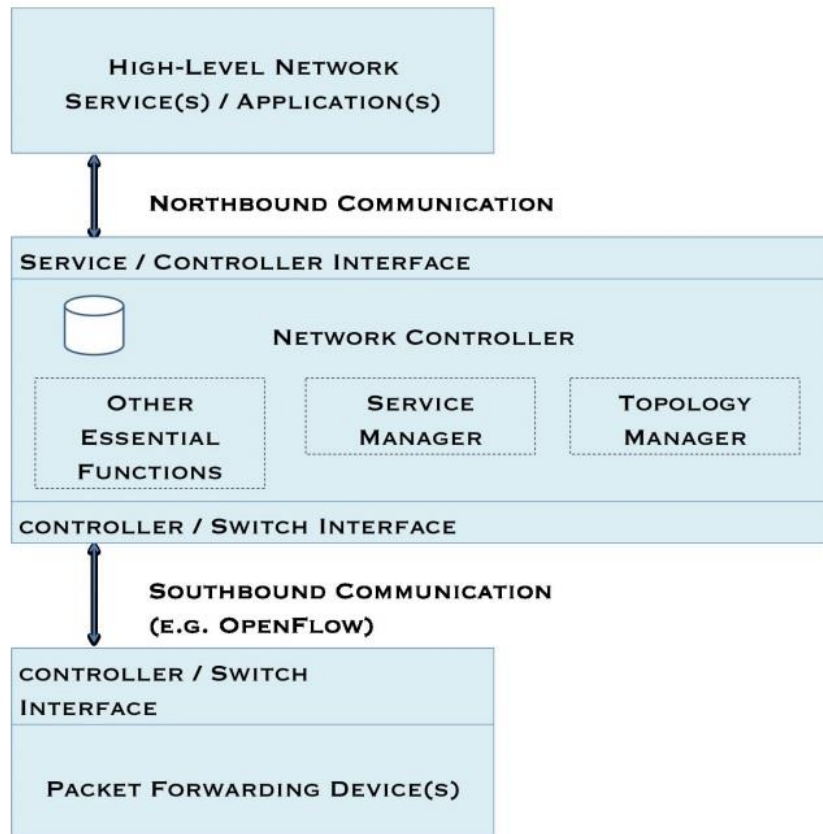 High-Level Network
Service(s) / Application(s)
Northbound Communication
Service / Controller Interface
Network Controller
Other
Essential
Functions
Service
Manager
Topology
Manager
controller / Switch Interface
Southbound Communication
(e.g. OpenFlow)
controller / Switch
Interface
Packet Forwarding Device(s)